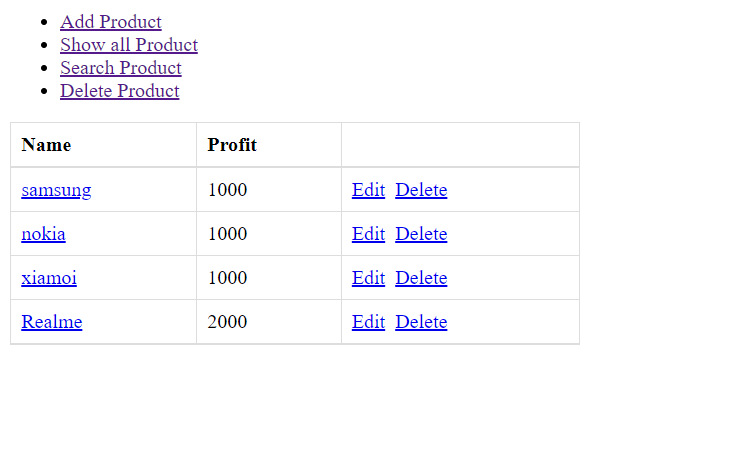 Add Product
Show all Product
Search Product
Delete Product
Name Profit
samsung 1000 Edit Delete
nokia 1000 Edit Delete
xiamoi 1000 Edit Delete
Realme 2000 Edit Delete